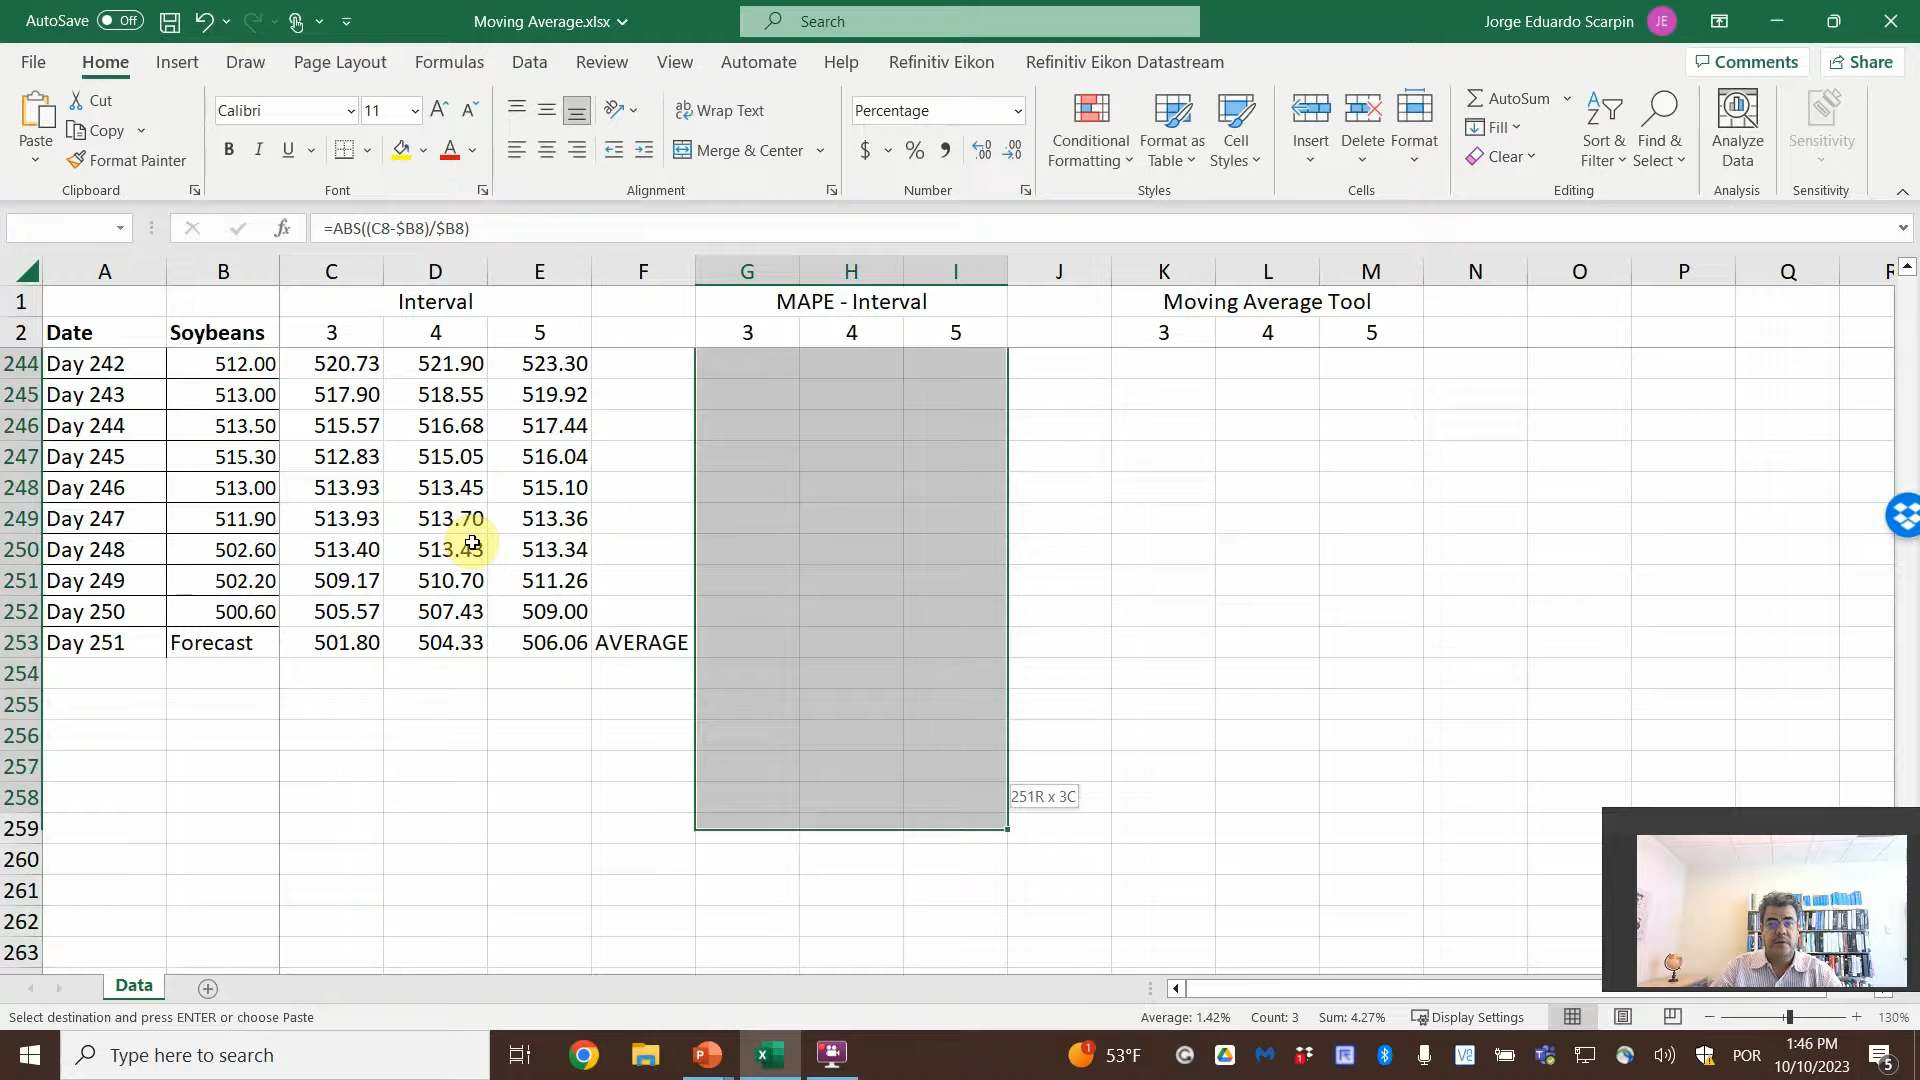 AutoSave Off Moving Average.xlsx Search Jorge Eduardo Scarpin JE
File Home Insert Draw Page Layout Formulas Data Review View Automate Help Refinitiv Eikon Refinitiv Eikon Datastream Comments Share
Paste Cut Copy Format Painter Clipboard
Calibri 11 B I U Font
Wrap Text Merge & Center Alignment
Percentage $ % Number
Conditional Formatting Format as Table Cell Styles Styles
Insert Delete Format Cells
AutoSum Fill Clear Sort & Filter Find & Select Editing
Analyze Data Analysis
Sensitivity Sensitivity
fx =ABS((C8-$B8)/$B8)
A B C D E F G H I J K L M N O P Q R
1 Interval MAPE - Interval Moving Average Tool
2 Date Soybeans 3 4 5 3 4 5 3 4 5
244 Day 242 512.00 520.73 521.90 523.30
245 Day 243 513.00 517.90 518.55 519.92
246 Day 244 513.50 515.57 516.68 517.44
247 Day 245 515.30 512.83 515.05 516.04
248 Day 246 513.00 513.93 513.45 515.10
249 Day 247 511.90 513.93 513.70 513.36
250 Day 248 502.60 513.40 513.43 513.34
251 Day 249 502.20 509.17 510.70 511.26
252 Day 250 500.60 505.57 507.43 509.00
253 Day 251 Forecast 501.80 504.33 506.06 AVERAGE
254
255
256
257
258 251R x 3C
259
260
261
262
263
Data
Select destination and press ENTER or choose Paste Average: 1.42% Count: 3 Sum: 4.27% Display Settings 130%
Type here to search 53°F POR 1:46 PM
10/10/2023 5